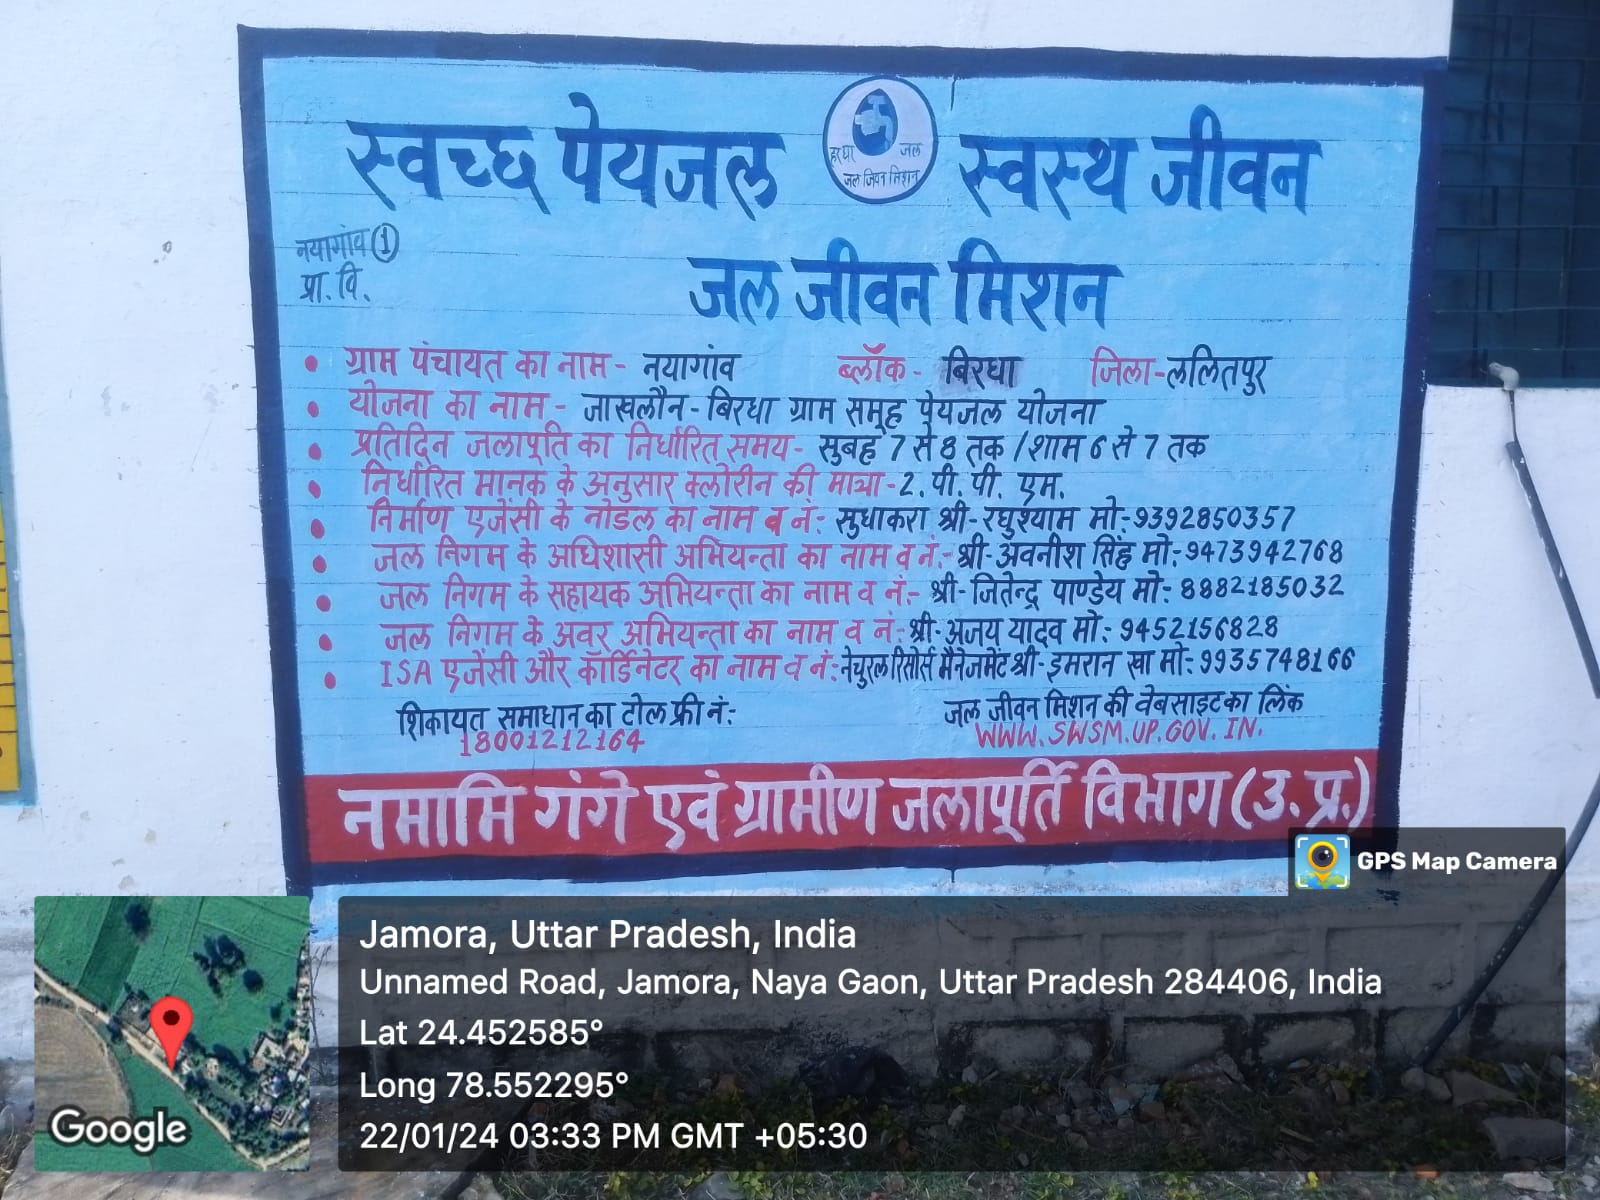 स्वच्छ पेयजल स्वस्थ जीवन
हर घर जल
जल जिवन मिशन
नयागांव 1
प्रा. वि.
जल जीवन मिशन
• ग्राम पंचायत का नाम - नयागांव ब्लॉक - बिरधा जिला - ललितपुर
• योजना का नाम - जाखलौन - बिरधा ग्राम समूह पेयजल योजना
• प्रतिदिन जलापूति का निर्धारित समय - सुबह 7 से 8 तक / शाम 6 से 7 तक
• निर्धारित मानक के अनुसार क्लोरीन की मात्रा - 2. पी. पी. एम.
• निर्माण एजेंसी के नोडल का नाम व नं:- सुधाकरा श्री - रघुश्याम मो:- 9392850357
• जल निगम के अधिशासी अभियन्ता का नाम व नं:- श्री - अवनीश सिंह मो:- 9473942768
• जल निगम के सहायक अभियन्ता का नाम व नं:- श्री - जितेन्द्र पाण्डेय मो:- 8882185032
• जल निगम के अवर अभियन्ता का नाम व नं:- श्री - अजय यादव मो:- 9452156828
• ISA एजेंसी और कॉर्डिनेटर का नाम व नं:- नेचुरल रिसोर्स मैनेजमेंट श्री - इमरान खा मो:- 9935748166
शिकायत समाधान का टोल फ्री नं:- जल जीवन मिशन की वेबसाइट का लिंक
18001212164 WWW.SWSM.UP.GOV.IN.
नमामि गंगे एवं ग्रामीण जलापूर्ति विभाग (उ. प्र.)
GPS Map Camera
Jamora, Uttar Pradesh, India
Unnamed Road, Jamora, Naya Gaon, Uttar Pradesh 284406, India
Lat 24.452585°
Long 78.552295°
22/01/24 03:33 PM GMT +05:30
Google